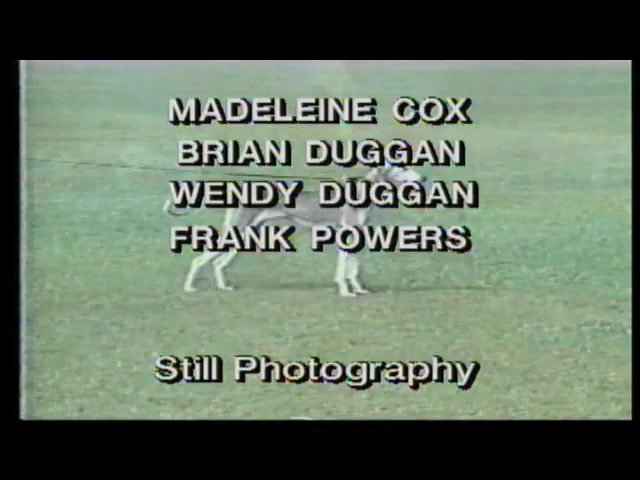 MADELEINE COX
BRIAN DUGGAN
WENDY DUGGAN
FRANK POWERS
Still Photography